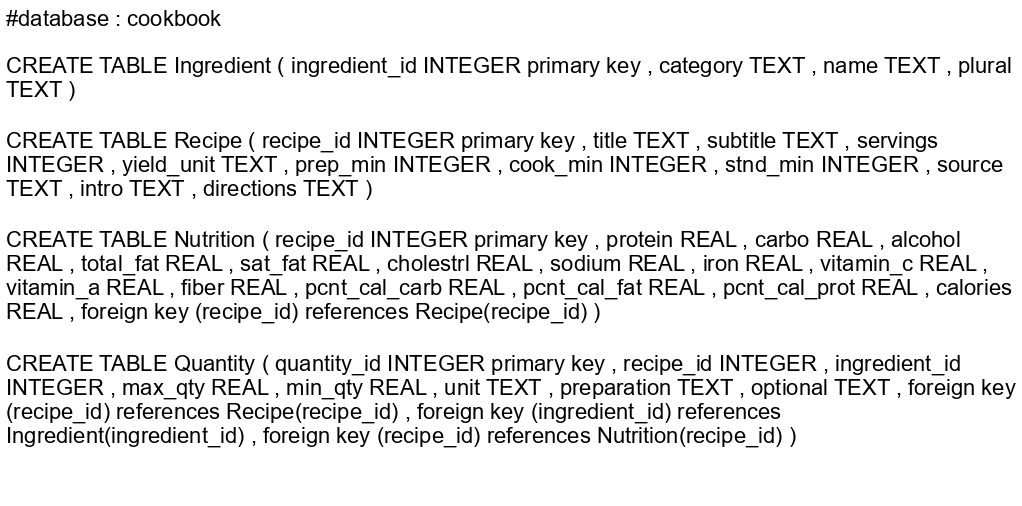 #database : cookbook
CREATE TABLE Ingredient ( ingredient_id INTEGER primary key , category TEXT , name TEXT , plural
TEXT )
CREATE TABLE Recipe ( recipe_id INTEGER primary key , title TEXT , subtitle TEXT , servings
INTEGER , yield_unit TEXT , prep_min INTEGER , cook_min INTEGER , stnd_min INTEGER , source
TEXT , intro TEXT , directions TEXT )
CREATE TABLE Nutrition ( recipe_id INTEGER primary key , protein REAL , carbo REAL , alcohol
REAL , total_fat REAL , sat_fat REAL , cholestrl REAL , sodium REAL , iron REAL , vitamin_c REAL ,
vitamin_a REAL , fiber REAL , pcnt_cal_carb REAL , pcnt_cal_fat REAL , pcnt_cal_prot REAL , calories
REAL , foreign key (recipe_id) references Recipe(recipe_id) )
CREATE TABLE Quantity ( quantity_id INTEGER primary key , recipe_id INTEGER , ingredient_id
INTEGER , max_qty REAL , min_qty REAL , unit TEXT , preparation TEXT , optional TEXT , foreign key
(recipe_id) references Recipe(recipe_id) , foreign key (ingredient_id) references
Ingredient(ingredient_id) , foreign key (recipe_id) references Nutrition(recipe_id) )